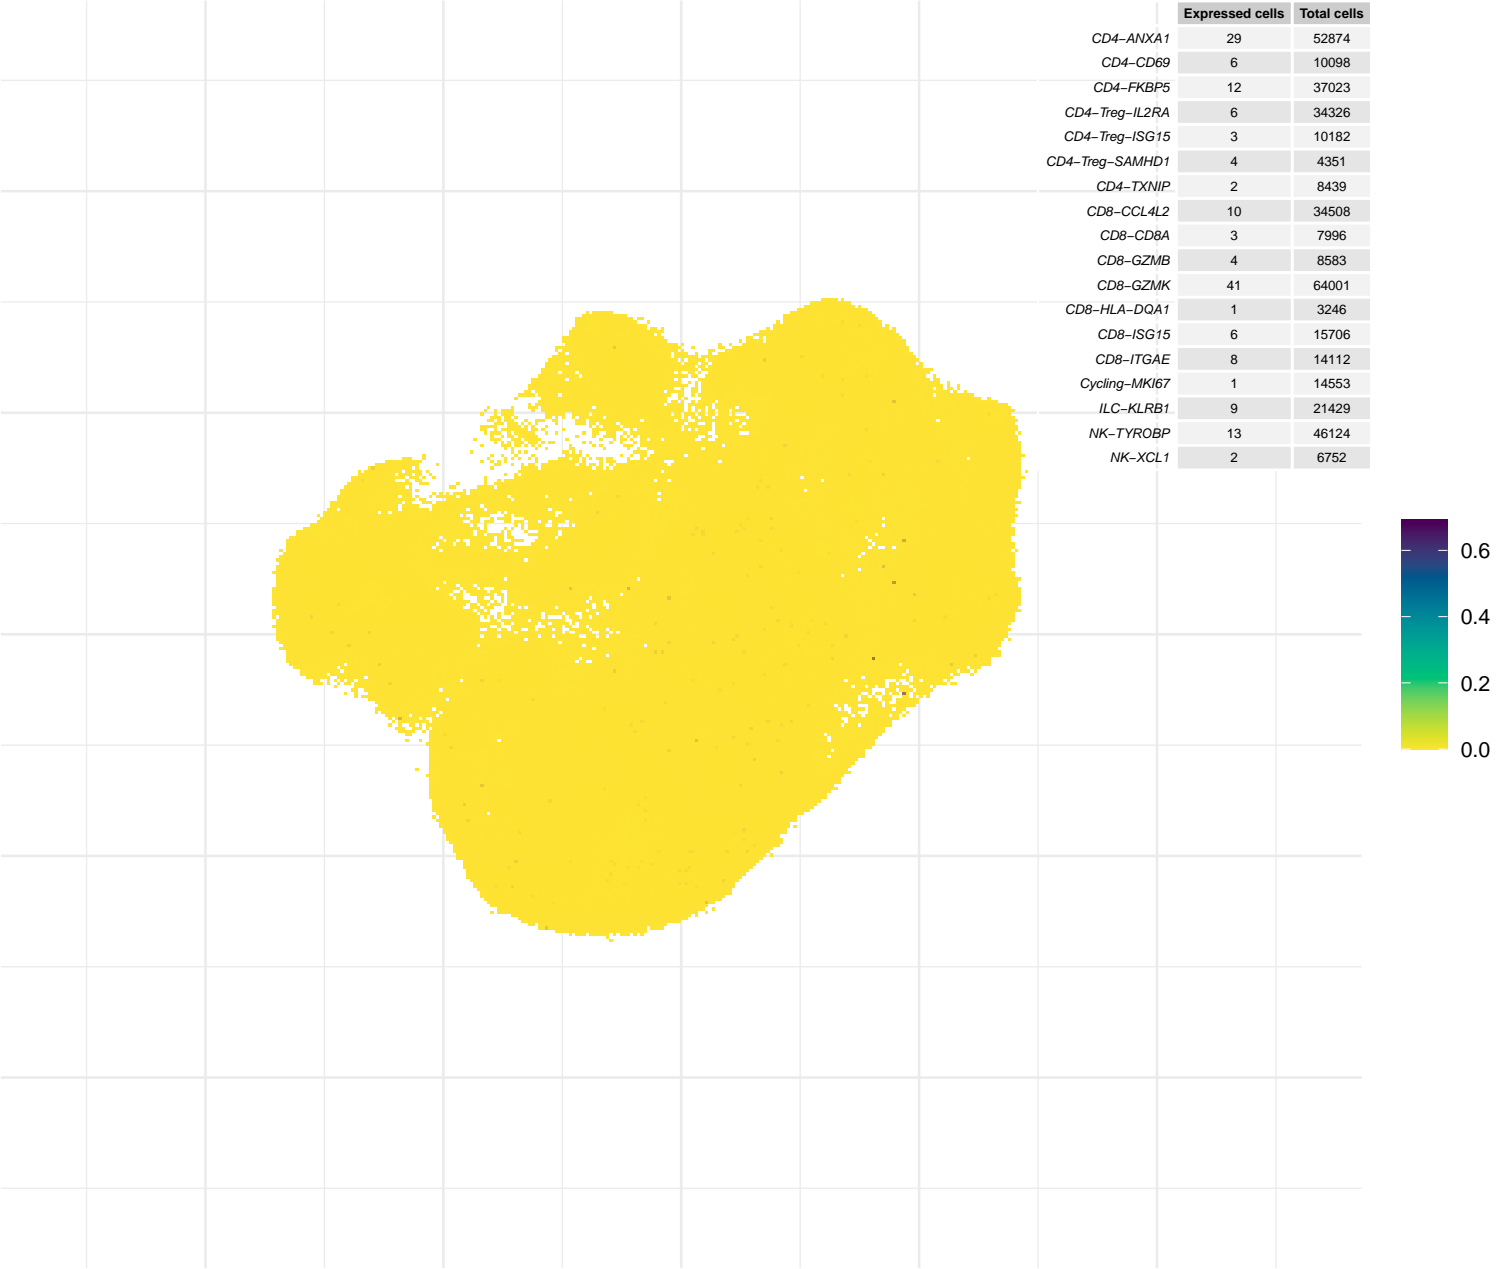 Expressed cells Total cells
CD4−ANXA1 29 52874
CD4−CD69 6 10098
CD4−FKBP5 12 37023
CD4−Treg−IL2RA 6 34326
CD4−Treg−ISG15 3 10182
CD4−Treg−SAMHD1 4 4351
CD4−TXNIP 2 8439
CD8−CCL4L2 10 34508
CD8−CD8A 3 7996
CD8−GZMB 4 8583
CD8−GZMK 41 64001
CD8−HLA−DQA1 1 3246
CD8−ISG15 6 15706
CD8−ITGAE 8 14112
Cycling−MKI67 1 14553
ILC−KLRB1 9 21429
NK−TYROBP 13 46124
NK−XCL1 2 6752
0.6
0.4
0.2
0.0